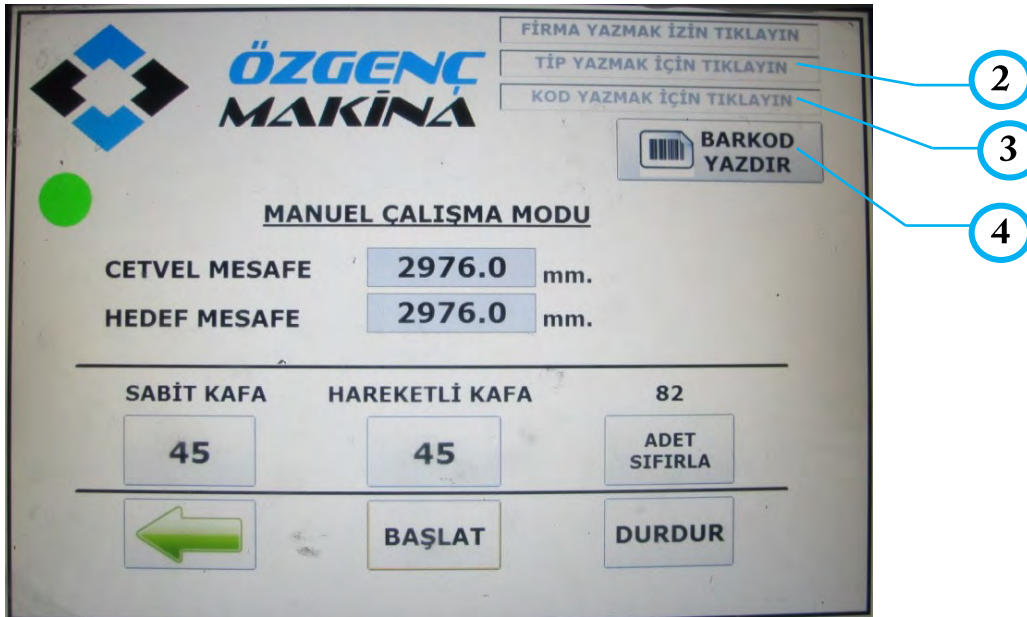 FİRMA YAZMAK İZİN TIKLAYIN
TİP YAZMAK İÇİN TIKLAYIN
KOD YAZMAK İÇİN TIKLAYIN
ÖZGENÇ
MAKİNA
BARKOD
YAZDIR
2
3
4
MANUEL ÇALIŞMA MODU
CETVEL MESAFE 2976.0 mm.
HEDEF MESAFE 2976.0 mm.
SABİT KAFA HAREKETLİ KAFA 82
45 45 ADET
SIFIRLA
BAŞLAT DURDUR